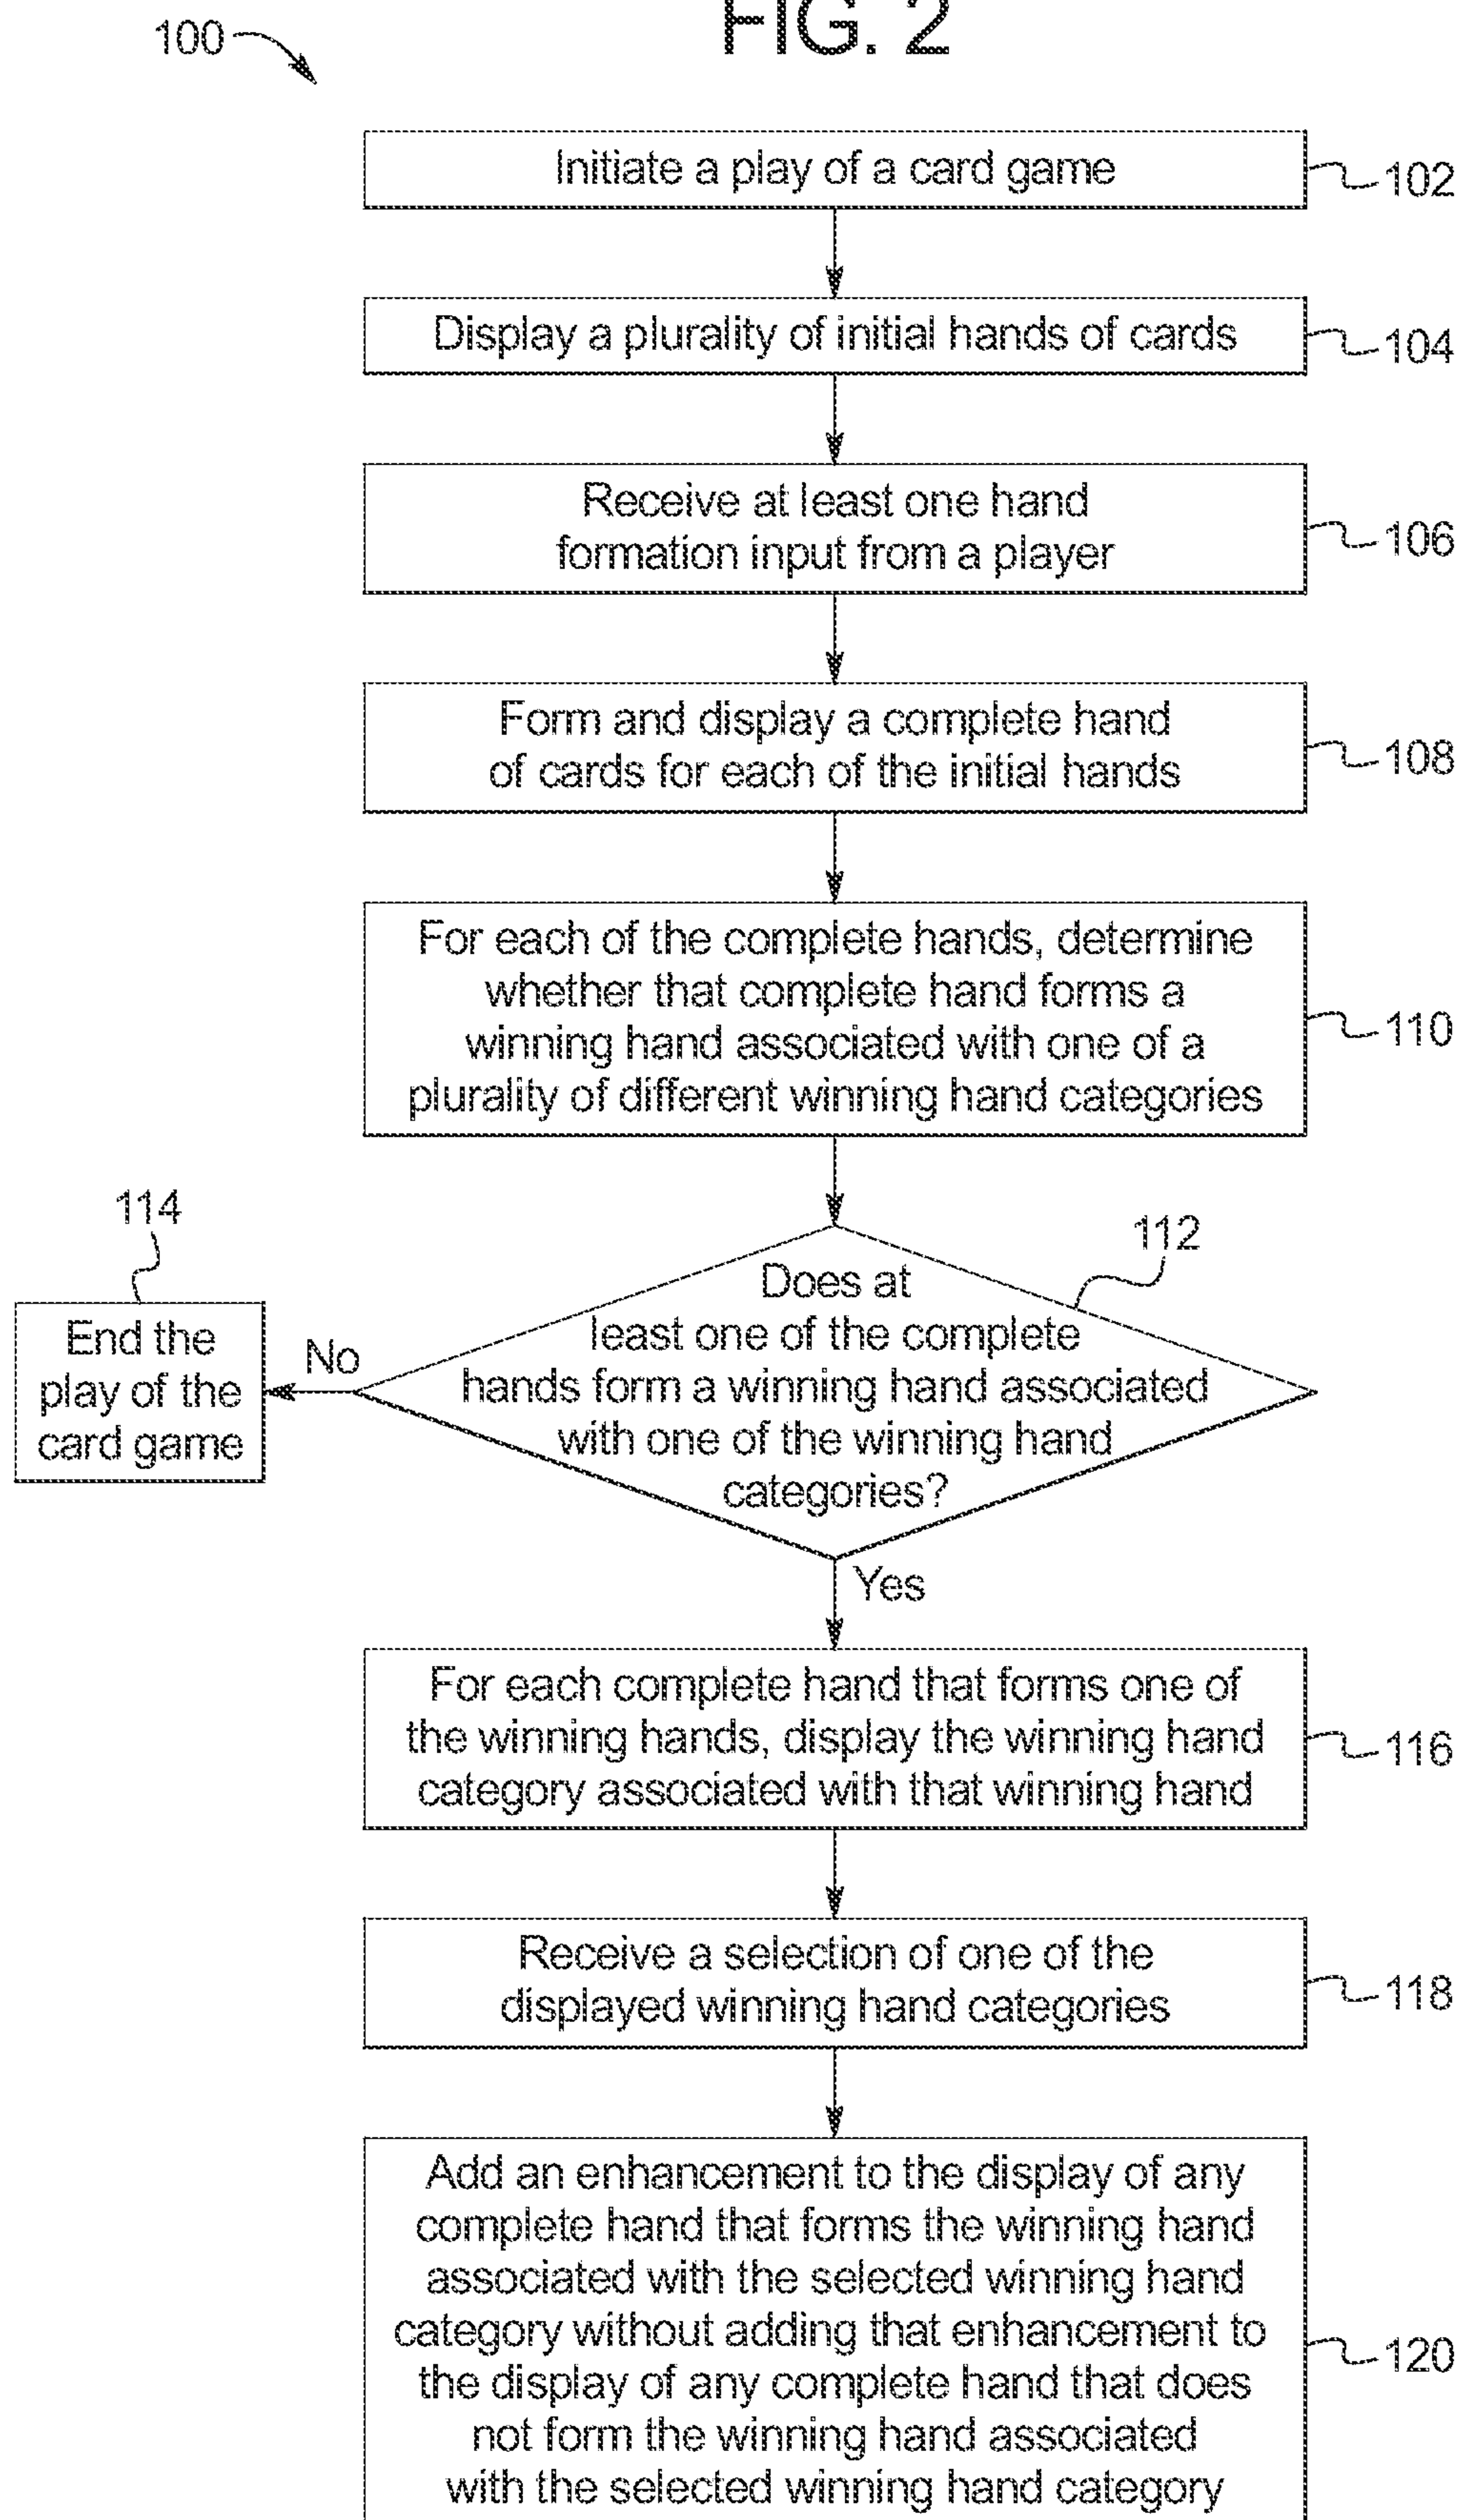 FIG. 2
100
Initiate a play of a card game
102
Display a plurality of initial hands of cards
104
Receive at least one hand
formation input from a player
106
Form and display a complete hand
of cards for each of the initial hands
108
For each of the complete hands, determine
whether that complete hand forms a
winning hand associated with one of a
plurality of different winning hand categories
110
114
112
Does at
least one of the complete
hands form a winning hand associated
with one of the winning hand
categories?
No
End the
play of the
card game
Yes
For each complete hand that forms one of
the winning hands, display the winning hand
category associated with that winning hand
116
Receive a selection of one of the
displayed winning hand categories
118
Add an enhancement to the display of any
complete hand that forms the winning hand
associated with the selected winning hand
category without adding that enhancement to
the display of any complete hand that does
not form the winning hand associated
with the selected winning hand category
120